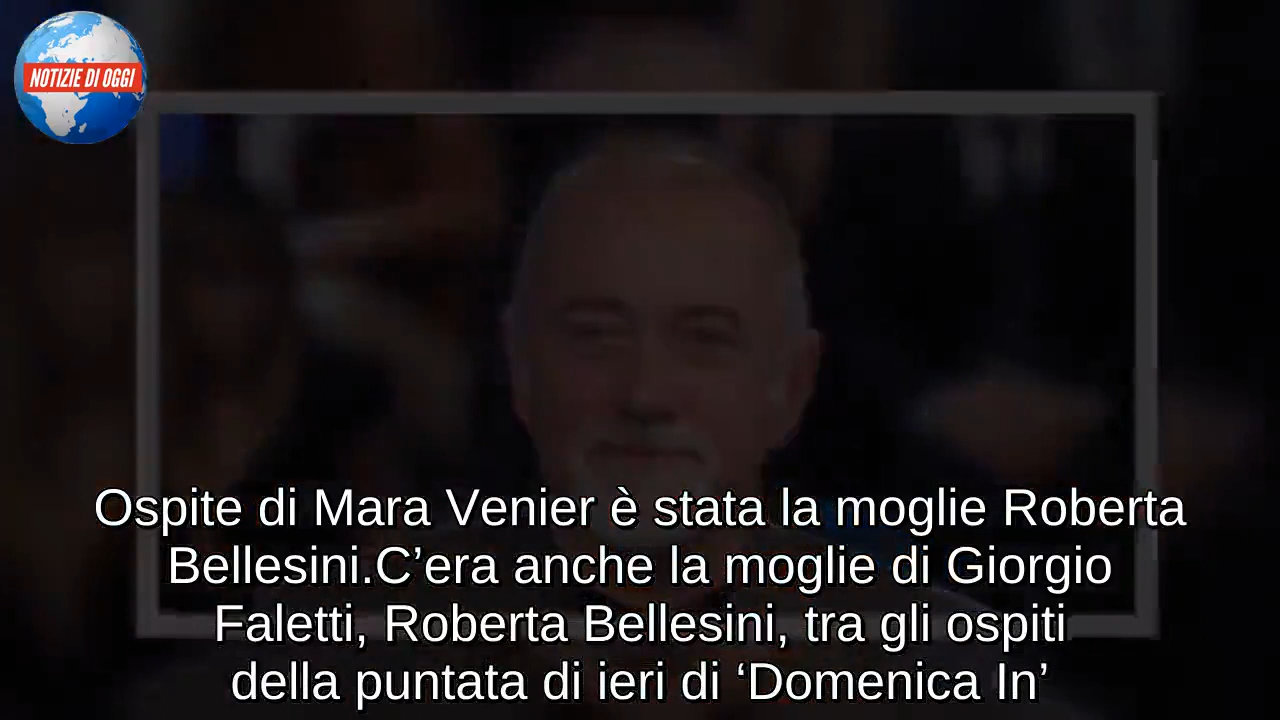 NOTIZIE DI OGGI
Ospite di Mara Venier è stata la moglie Roberta
Bellesini.C’era anche la moglie di Giorgio
Faletti, Roberta Bellesini, tra gli ospiti
della puntata di ieri di ‘Domenica In’